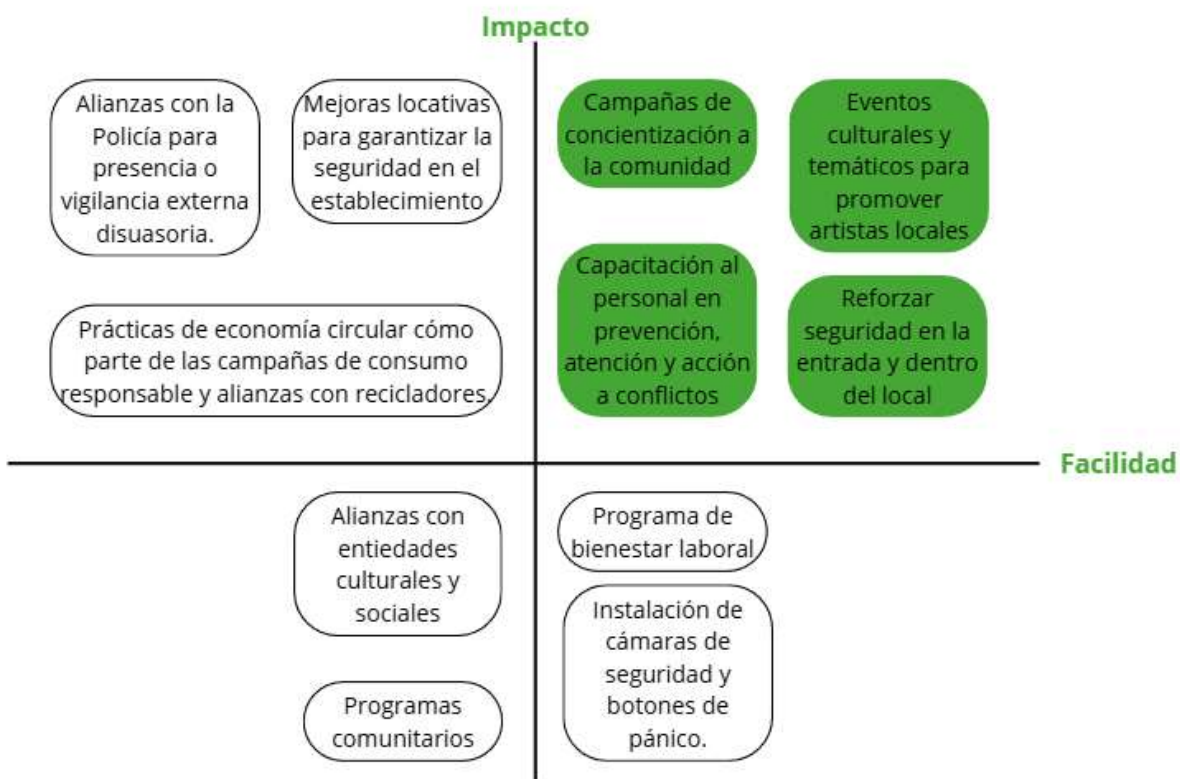 Impacto
Alianzas con la
Policía para
presencia o
vigilancia externa
disuasoria.
Mejoras locativas
para garantizar la
seguridad en el
establecimiento
Campañas de
concientización a
la comunidad
Eventos
culturales y
temáticos para
promover
artistas locales
Prácticas de economía circular cómo
parte de las campañas de consumo
responsable y alianzas con recicladores.
Capacitación al
personal en
prevención,
atención y acción
a conflictos
Reforzar
seguridad en la
entrada y dentro
del local
Facilidad
Alianzas con
entiedades
culturales y
sociales
Programa de
bienestar laboral
Programas
comunitarios
Instalación de
cámaras de
seguridad y
botones de
pánico.